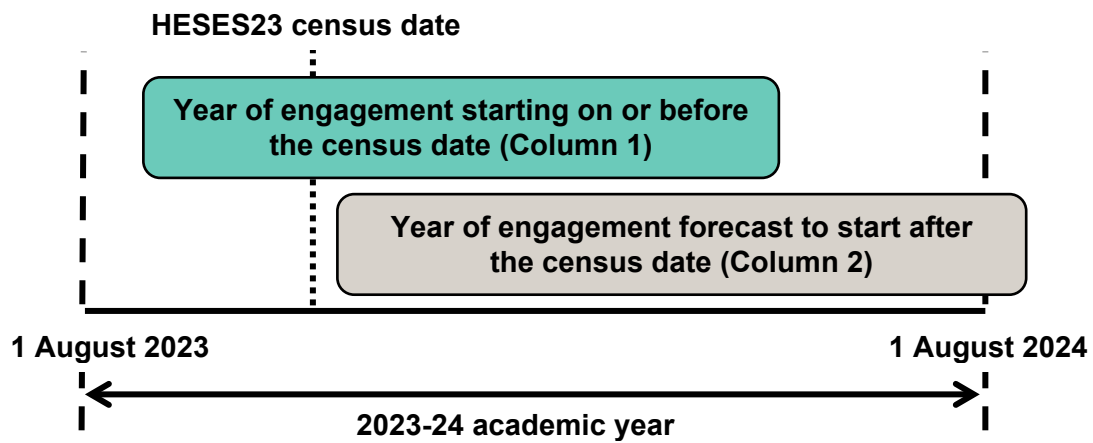 HESES23 census date
Year of engagement starting on or before
the census date (Column 1)
Year of engagement forecast to start after
the census date (Column 2)
1 August 2023
1 August 2024
2023-24 academic year